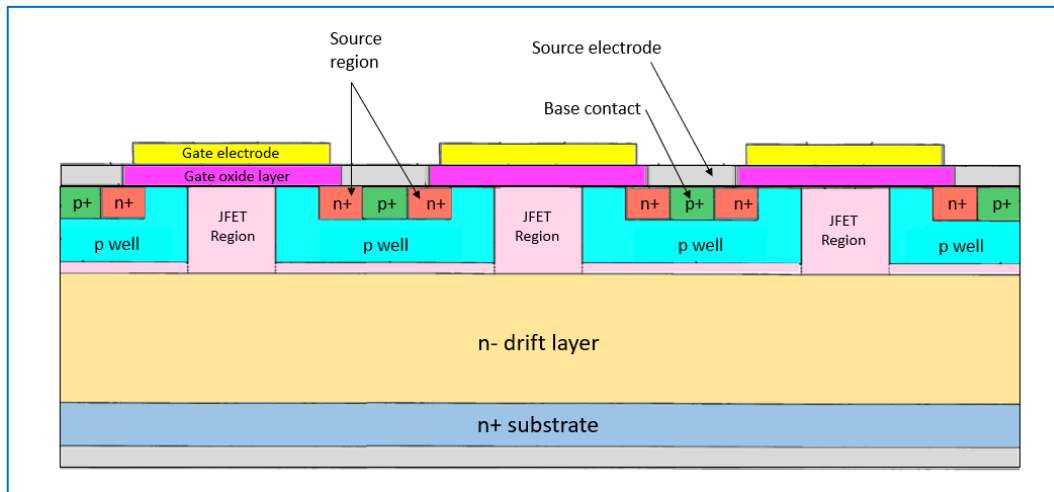 Source
region
Source electrode
Base contact
Gate electrode
Gate oxide layer
p+ n+ n+ p+ n+ n+ p+ n+ n+ p+
JFET
Region
JFET
Region
JFET
Region
p well
p well
p well
p well
n- drift layer
n+ substrate